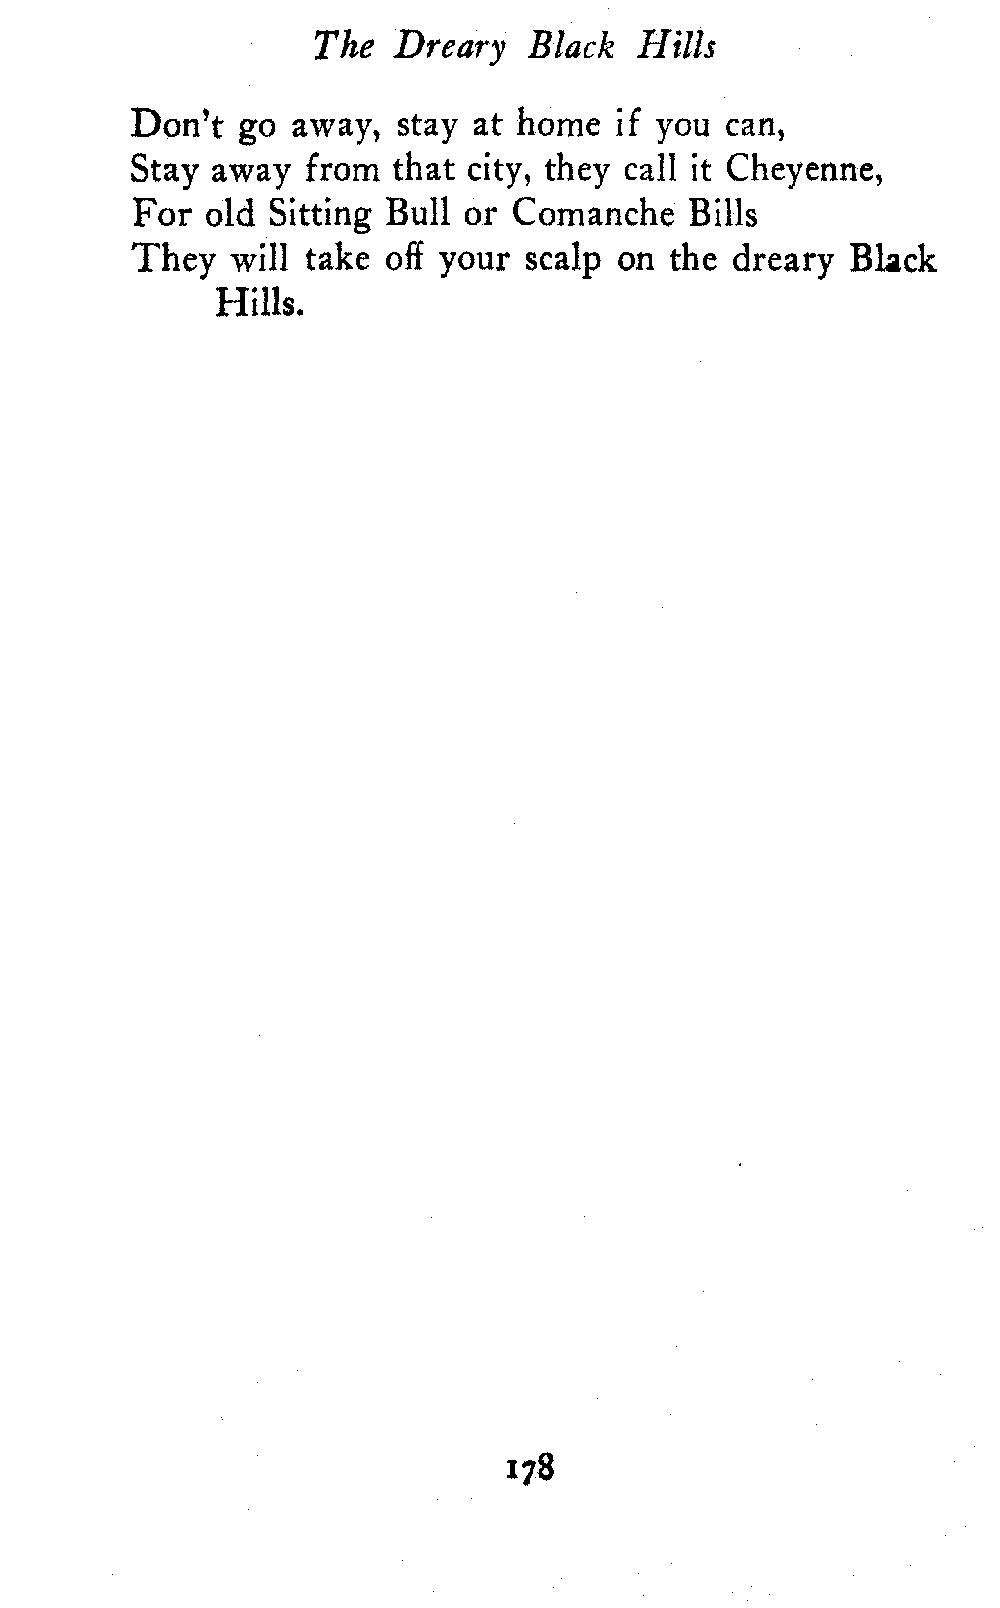 The Dreary Black Hills
Don't go away, stay at home if you can,
Stay away from that city, they call it Cheyenne,
For old Sitting Bull or Comanche Bills
They will take off your scalp on the dreary Black
Hills.
178